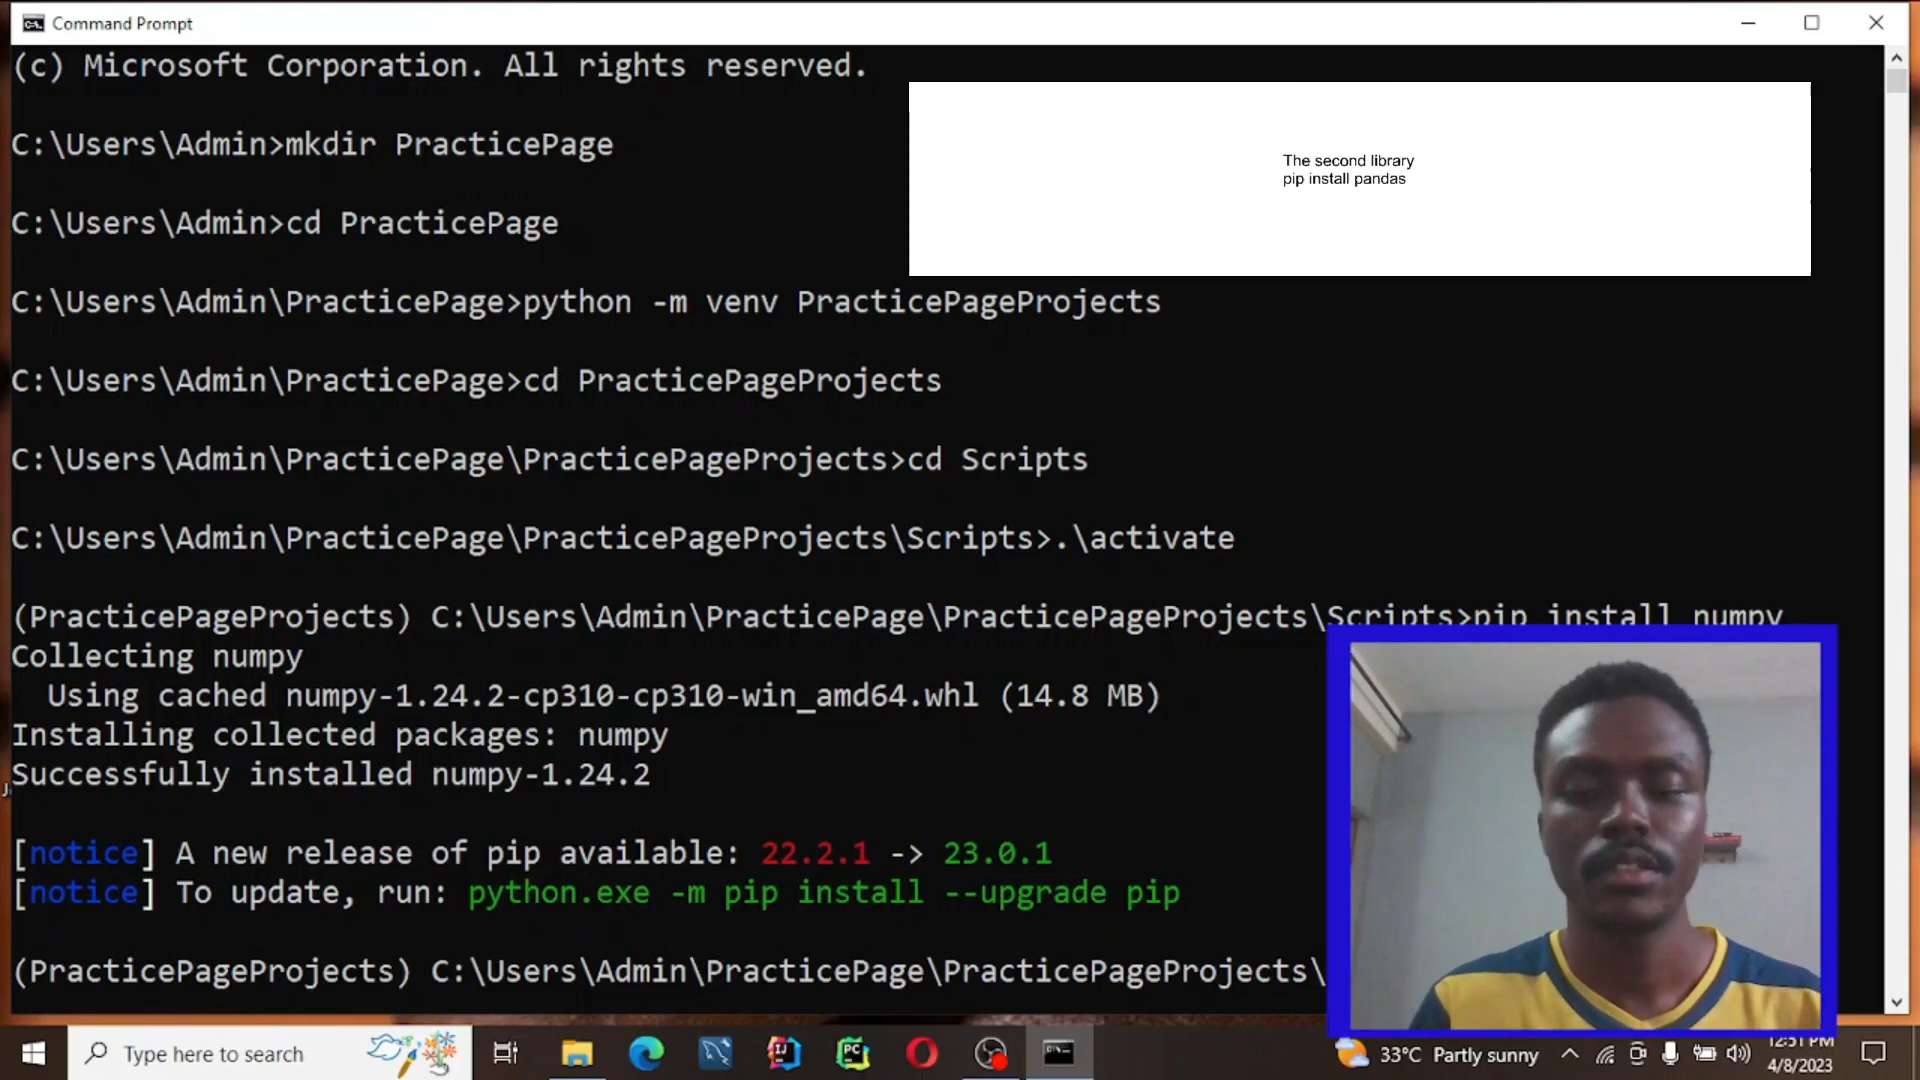 Command Prompt
(c) Microsoft Corporation. All rights reserved.
C:\Users\Admin>mkdir PracticePage
The second library
pip install pandas
C:\Users\Admin>cd PracticePage
C:\Users\Admin\PracticePage>python -m venv PracticePageProjects
C:\Users\Admin\PracticePage>cd PracticePageProjects
C:\Users\Admin\PracticePage\PracticePageProjects>cd Scripts
C:\Users\Admin\PracticePage\PracticePageProjects\Scripts>.\activate
(PracticePageProjects) C:\Users\Admin\PracticePage\PracticePageProjects\Scripts>pip install numpy
Collecting numpy
Using cached numpy-1.24.2-cp310-cp310-win_amd64.whl (14.8 MB)
Installing collected packages: numpy
Successfully installed numpy-1.24.2
[notice] A new release of pip available: 22.2.1 -> 23.0.1
[notice] To update, run: python.exe -m pip install --upgrade pip
(PracticePageProjects) C:\Users\Admin\PracticePage\PracticePageProjects\
Type here to search
33°C Partly sunny
12:51 PM
4/8/2023